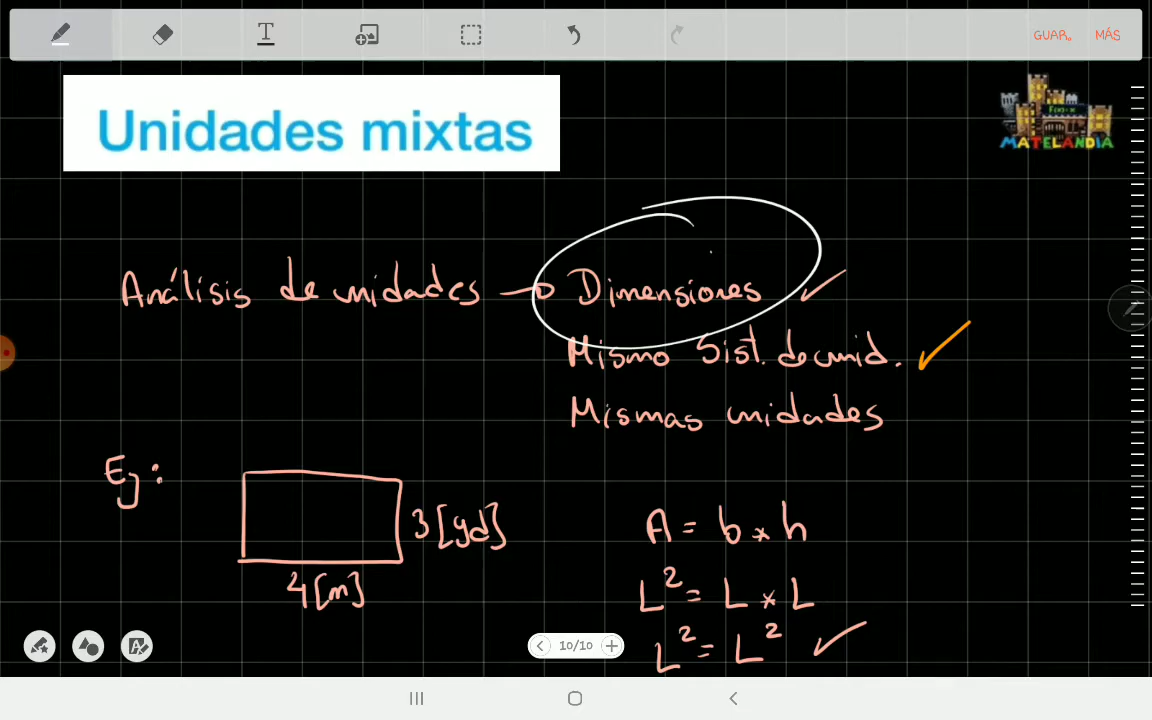 GUAR. MÁS
Unidades mixtas
MATELANDIA
Análisis de unidades → Dimensiones ✓
Mismo Sist. de unid. ✓
Mismas unidades
Ej:
3 [yd]
4 [m]
A = b * h
L² = L * L
L² = L² ✓
10/10